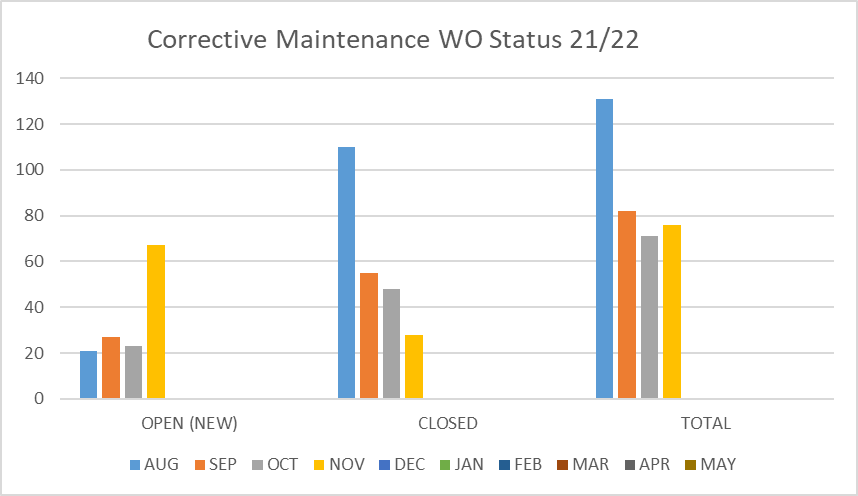 Corrective Maintenance WO Status 21/22
140
120
100
80
60
40
20
0
OPEN (NEW) CLOSED TOTAL
AUG SEP OCT NOV DEC JAN FEB MAR APR MAY